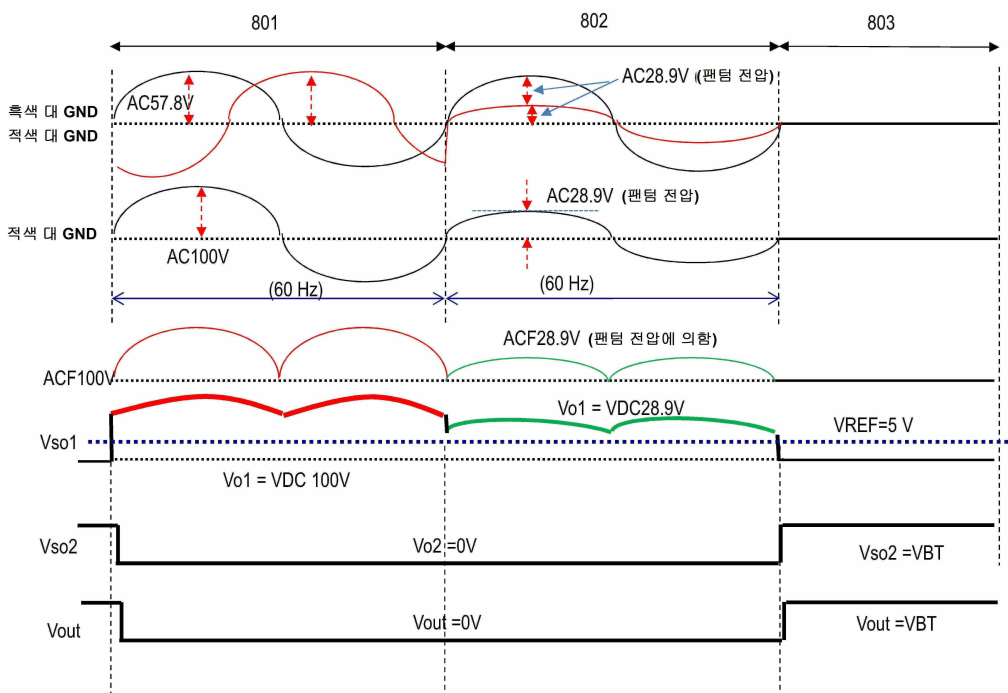 801
802
803
AC57.8V
AC28.9V (팬텀 전압)
흑색 대 GND
적색 대 GND
AC28.9V (팬텀 전압)
적색 대 GND
AC100V
(60 Hz)
(60 Hz)
ACF28.9V (팬텀 전압에 의함)
ACF100V
Vo1 = VDC28.9V
VREF=5 V
Vso1
Vo1 = VDC 100V
Vso2
Vo2 =0V
Vso2 =VBT
Vout
Vout =0V
Vout =VBT